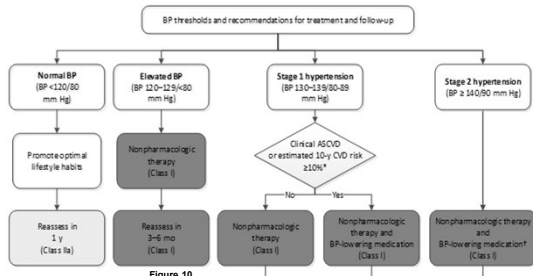 BP thresholds and recommendations for treatment and follow-up
Normal BP
(BP <120/80
mm Hg)
Elevated BP
(BP 120–129/<80
mm Hg)
Stage 1 hypertension
(BP 130–139/80-89
mm Hg)
Stage 2 hypertension
(BP ≥ 140/90 mm Hg)
Promote optimal
lifestyle habits
Nonpharmacologic
therapy
(Class I)
Clinical ASCVD
or estimated 10-y CVD risk
≥10%*
No
Yes
Reassess in
1 y
(Class IIa)
Reassess in
3–6 mo
(Class I)
Nonpharmacologic
therapy
(Class I)
Nonpharmacologic
therapy and
BP-lowering medication
(Class I)
Nonpharmacologic therapy
and
BP-lowering medication†
(Class I)
Figure 10